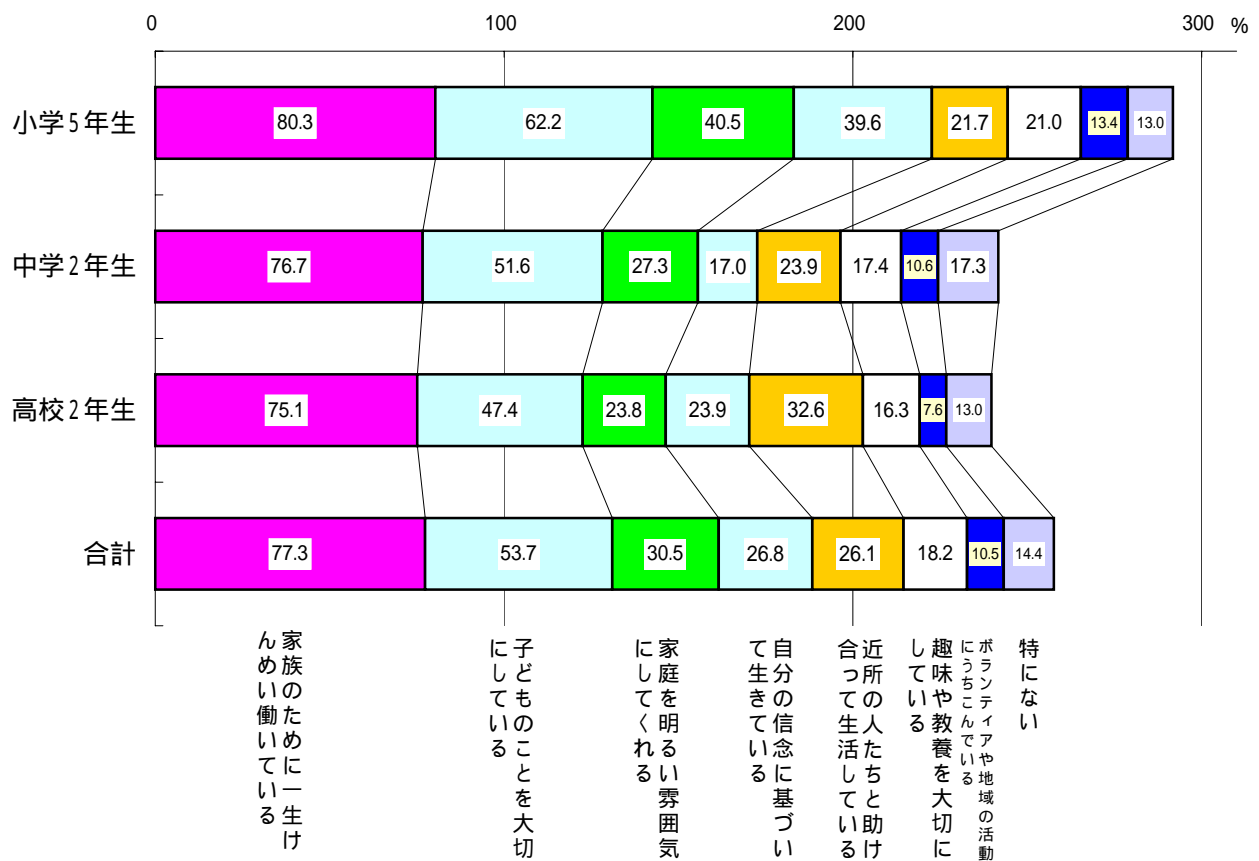 0 100 200 300 %
小学5年生 80.3 62.2 40.5 39.6 21.7 21.0 13.4 13.0
中学2年生 76.7 51.6 27.3 17.0 23.9 17.4 10.6 17.3
高校2年生 75.1 47.4 23.8 23.9 32.6 16.3 7.6 13.0
合計 77.3 53.7 30.5 26.8 26.1 18.2 10.5 14.4
家族のために一生け
んめい働いている
子どものことを大切
にしている
家庭を明るい雰囲気
にしてくれる
自分の信念に基づい
て生きている
近所の人たちと助け
合って生活している
趣味や教養を大切に
している
ボランティアや地域の活動
にうちこんでいる
特にない